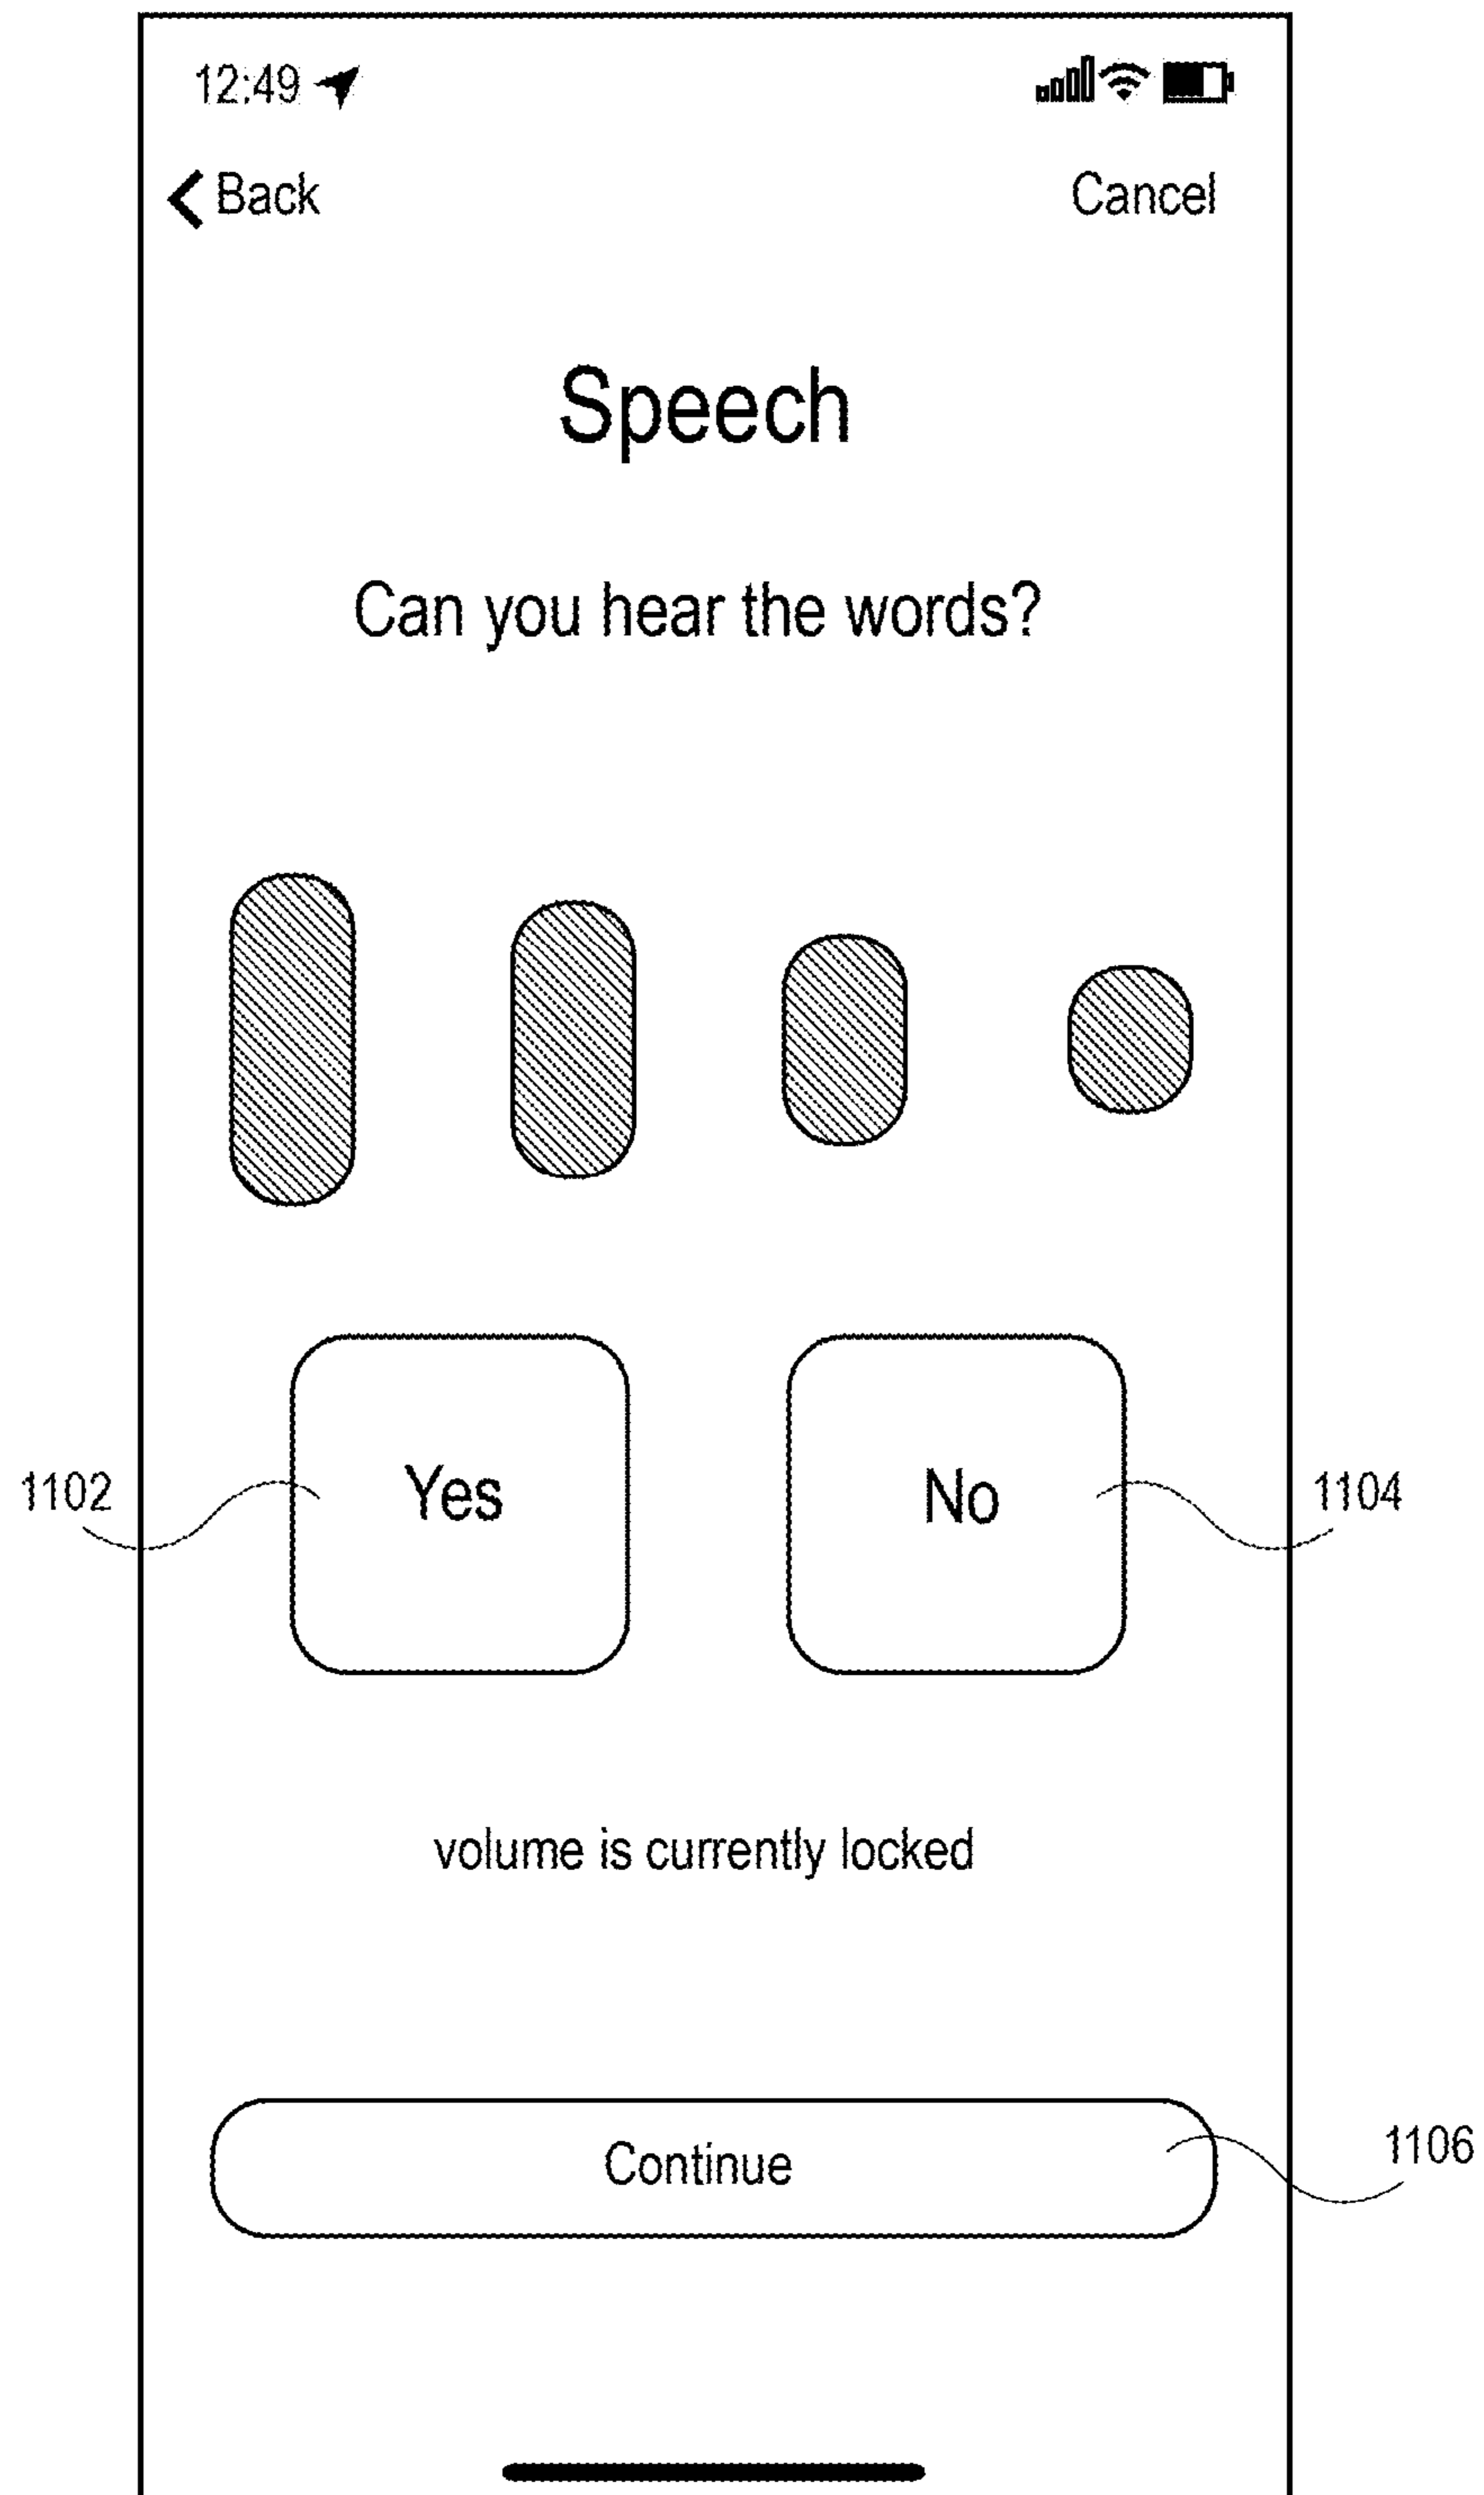 12:49
Back Cancel
Speech
Can you hear the words?
1102 Yes No 1104
volume is currently locked
Continue 1106